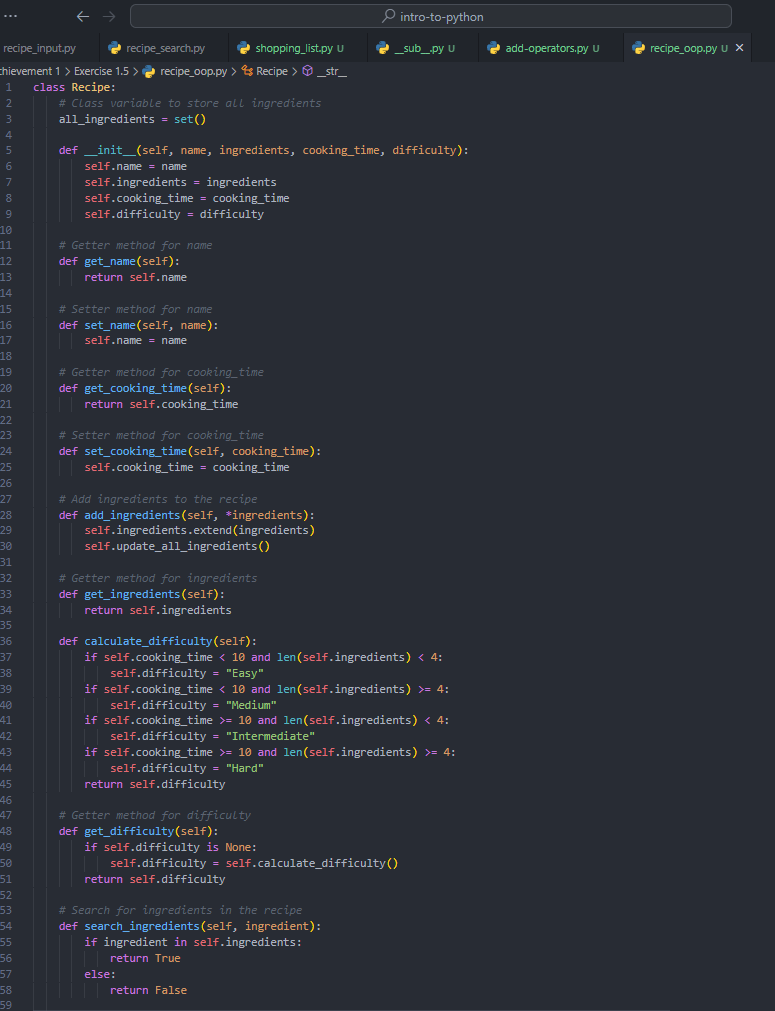 ··· ← → intro-to-python
recipe_input.py recipe_search.py shopping_list.py U __sub__.py U add-operators.py U recipe_oop.py U ×
chievement 1 > Exercise 1.5 > recipe_oop.py > Recipe > __str__
1 class Recipe:
2     # Class variable to store all ingredients
3     all_ingredients = set()
4
5     def __init__(self, name, ingredients, cooking_time, difficulty):
6         self.name = name
7         self.ingredients = ingredients
8         self.cooking_time = cooking_time
9         self.difficulty = difficulty
10
11     # Getter method for name
12     def get_name(self):
13         return self.name
14
15     # Setter method for name
16     def set_name(self, name):
17         self.name = name
18
19     # Getter method for cooking_time
20     def get_cooking_time(self):
21         return self.cooking_time
22
23     # Setter method for cooking_time
24     def set_cooking_time(self, cooking_time):
25         self.cooking_time = cooking_time
26
27     # Add ingredients to the recipe
28     def add_ingredients(self, *ingredients):
29         self.ingredients.extend(ingredients)
30         self.update_all_ingredients()
31
32     # Getter method for ingredients
33     def get_ingredients(self):
34         return self.ingredients
35
36     def calculate_difficulty(self):
37         if self.cooking_time < 10 and len(self.ingredients) < 4:
38             self.difficulty = "Easy"
39         if self.cooking_time < 10 and len(self.ingredients) >= 4:
40             self.difficulty = "Medium"
41         if self.cooking_time >= 10 and len(self.ingredients) < 4:
42             self.difficulty = "Intermediate"
43         if self.cooking_time >= 10 and len(self.ingredients) >= 4:
44             self.difficulty = "Hard"
45         return self.difficulty
46
47     # Getter method for difficulty
48     def get_difficulty(self):
49         if self.difficulty is None:
50             self.difficulty = self.calculate_difficulty()
51         return self.difficulty
52
53     # Search for ingredients in the recipe
54     def search_ingredients(self, ingredient):
55         if ingredient in self.ingredients:
56             return True
57         else:
58             return False
59